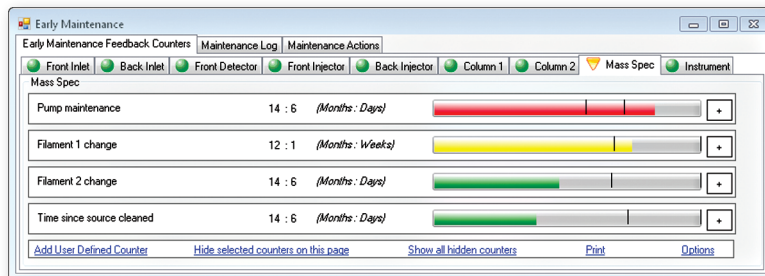 Early Maintenance
Early Maintenance Feedback Counters Maintenance Log Maintenance Actions
Front Inlet Back Inlet Front Detector Front Injector Back Injector Column 1 Column 2 Mass Spec Instrument
Mass Spec
Pump maintenance 14 : 6 (Months : Days) +
Filament 1 change 12 : 1 (Months : Weeks) +
Filament 2 change 14 : 6 (Months : Days) +
Time since source cleaned 14 : 6 (Months : Days) +
Add User Defined Counter Hide selected counters on this page Show all hidden counters Print Options